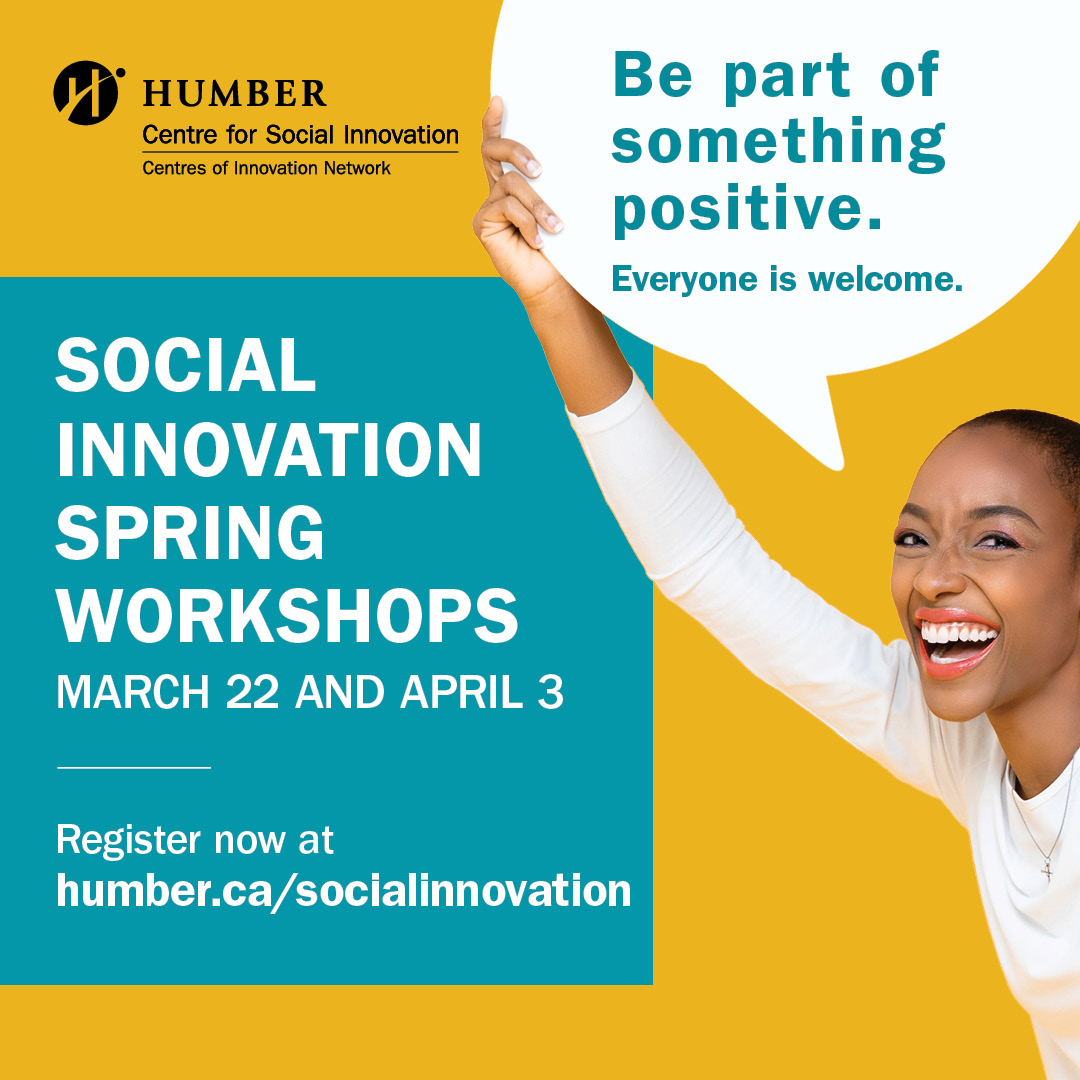 HUMBER
Centre for Social Innovation
Centres of Innovation Network
Be part of
something
positive.
Everyone is welcome.
SOCIAL
INNOVATION
SPRING
WORKSHOPS
MARCH 22 AND APRIL 3
Register now at
humber.ca/socialinnovation